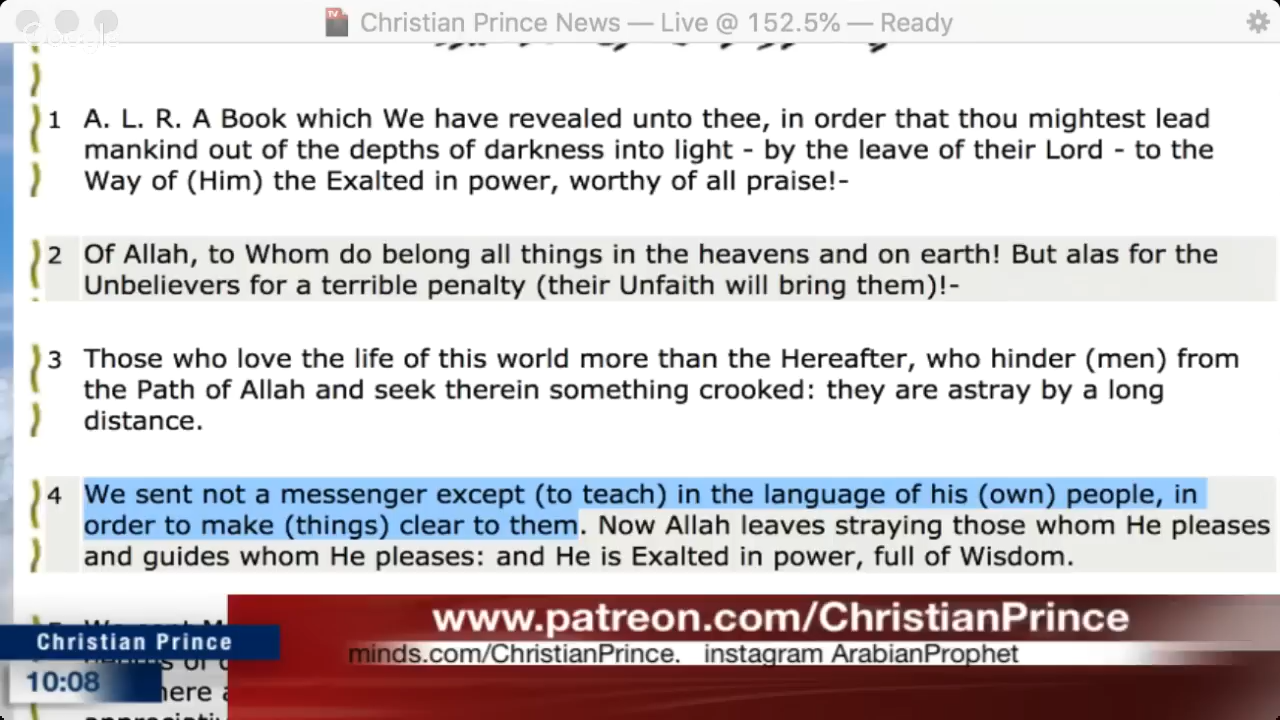 Christian Prince News — Live @ 152.5% — Ready
Google
1 A. L. R. A Book which We have revealed unto thee, in order that thou mightest lead
mankind out of the depths of darkness into light - by the leave of their Lord - to the
Way of (Him) the Exalted in power, worthy of all praise!-
2 Of Allah, to Whom do belong all things in the heavens and on earth! But alas for the
Unbelievers for a terrible penalty (their Unfaith will bring them)!-
3 Those who love the life of this world more than the Hereafter, who hinder (men) from
the Path of Allah and seek therein something crooked: they are astray by a long
distance.
4 We sent not a messenger except (to teach) in the language of his (own) people, in
order to make (things) clear to them. Now Allah leaves straying those whom He pleases
and guides whom He pleases: and He is Exalted in power, full of Wisdom.
www.patreon.com/ChristianPrince
Christian Prince
minds.com/ChristianPrince. instagram ArabianProphet
10:08